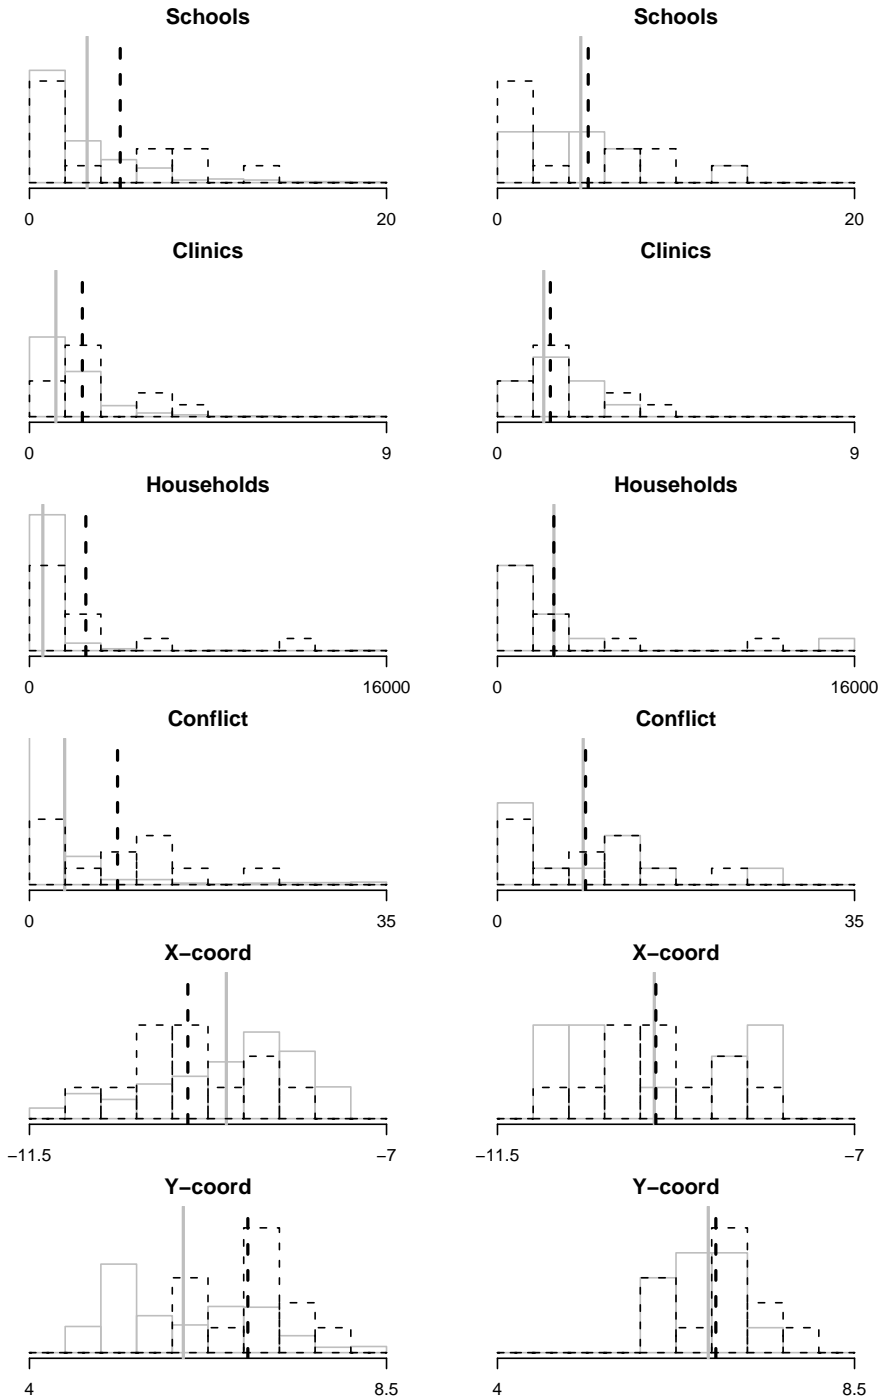 Schools Schools
0 20 0 20
Clinics Clinics
0 9 0 9
Households Households
0 16000 0 16000
Conflict Conflict
0 35 0 35
X−coord X−coord
−11.5 −7 −11.5 −7
Y−coord Y−coord
4 8.5 4 8.5